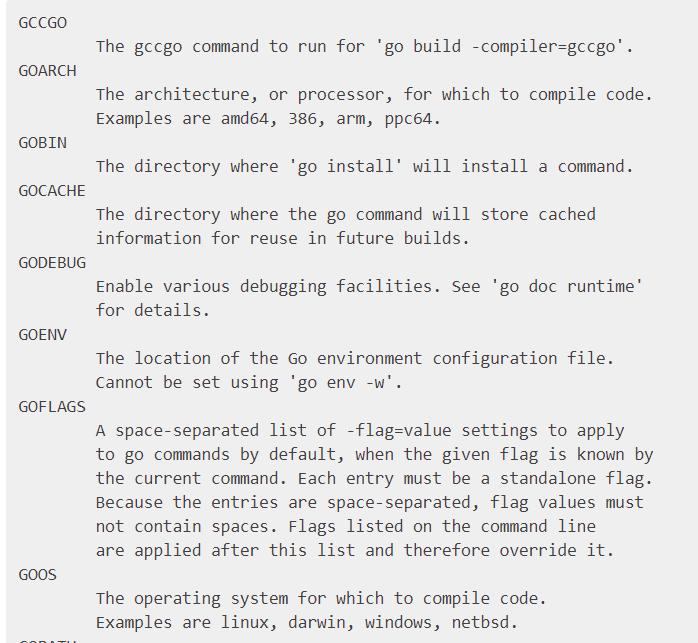 GCCGO
The gccgo command to run for 'go build -compiler=gccgo'.
GOARCH
The architecture, or processor, for which to compile code.
Examples are amd64, 386, arm, ppc64.
GOBIN
The directory where 'go install' will install a command.
GOCACHE
The directory where the go command will store cached
information for reuse in future builds.
GODEBUG
Enable various debugging facilities. See 'go doc runtime'
for details.
GOENV
The location of the Go environment configuration file.
Cannot be set using 'go env -w'.
GOFLAGS
A space-separated list of -flag=value settings to apply
to go commands by default, when the given flag is known by
the current command. Each entry must be a standalone flag.
Because the entries are space-separated, flag values must
not contain spaces. Flags listed on the command line
are applied after this list and therefore override it.
GOOS
The operating system for which to compile code.
Examples are linux, darwin, windows, netbsd.